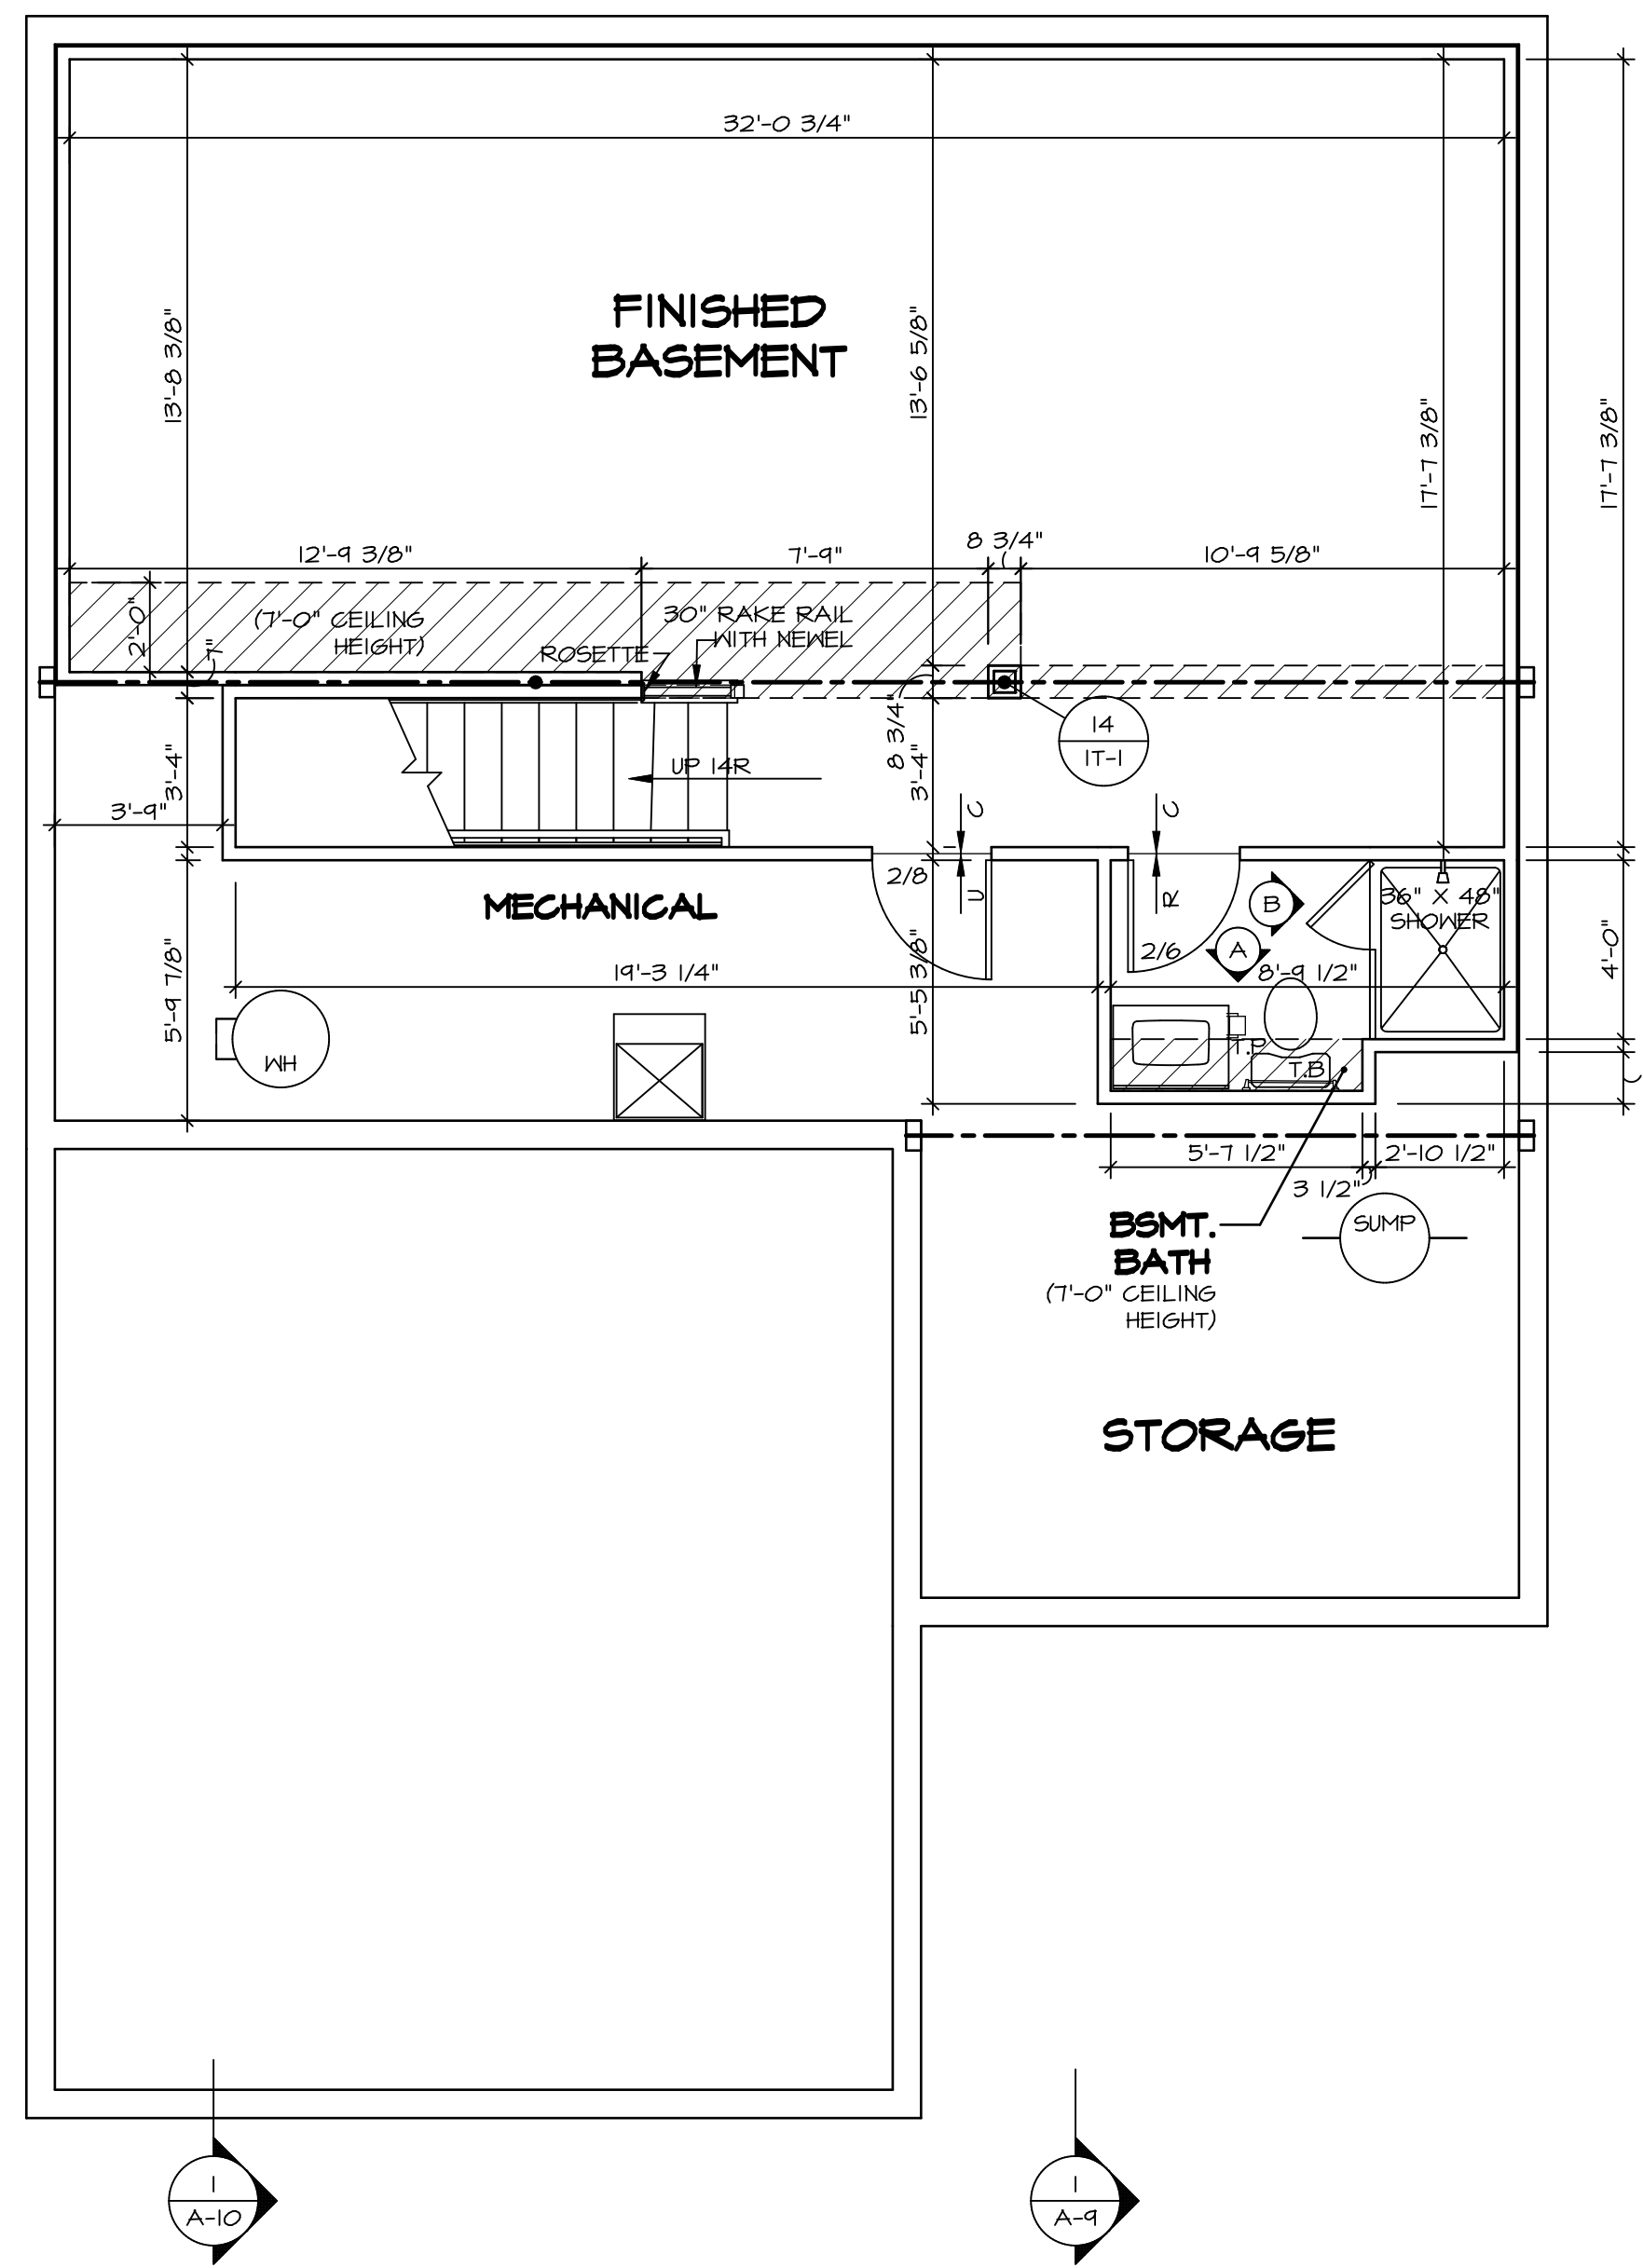 32'-0 3/4"
13'-8 3/8"
FINISHED
BASEMENT
13'-6 5/8"
17'-7 3/8"
17'-7 3/8"
12'-9 3/8"
7'-9"
8 3/4"
10'-9 5/8"
2'-0"
(7'-0" CEILING
HEIGHT)
7"
30" RAKE RAIL
WITH NEWEL
ROSETTE
8 3/4"
14
1T-1
3'-4"
UP 14R
3'-4"
3'-9"
C
C
2/8
U
R
2/6
B
A
36" X 48"
SHOWER
MECHANICAL
5'-9 7/8"
19'-3 1/4"
5'-5 3/8"
8'-9 1/2"
4'-0"
WH
T.P
T.B
5'-7 1/2"
2'-10 1/2"
3 1/2"
BSMT.
BATH
(7'-0" CEILING
HEIGHT)
SUMP
STORAGE
1
A-10
1
A-9